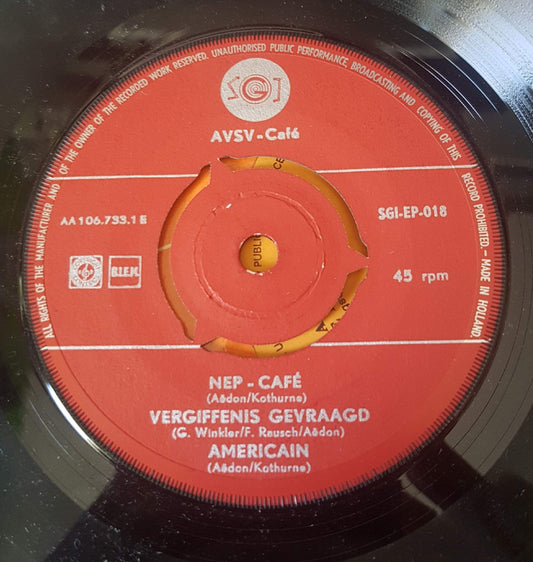 ALL RIGHTS OF THE MANUFACTURER AND OF THE OWNER OF THE RECORDED WORK RESERVED. UNAUTHORISED PUBLIC PERFORMANCE, BROADCASTING AND COPYING OF THIS RECORD PROHIBITED. - MADE IN HOLLAND
SGI
AVSV-Café
AA 106.733.1 E
SGI-EP-018
B.I.E.M.
45 rpm
PUBLI
NEP - CAFÉ
(Aëdon/Kothurne)
VERGIFFENIS GEVRAAGD
(G. Winkler/F. Rausch/Aëdon)
AMERICAIN
(Aëdon/Kothurne)